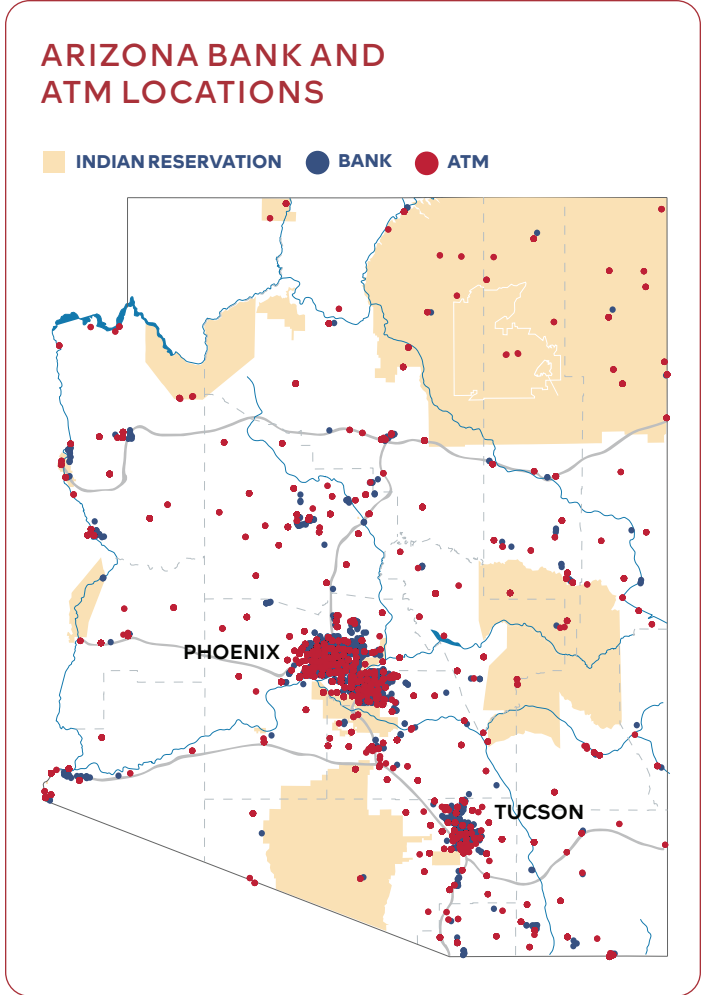 ARIZONA BANK AND
ATM LOCATIONS
INDIAN RESERVATION BANK ATM
PHOENIX
TUCSON